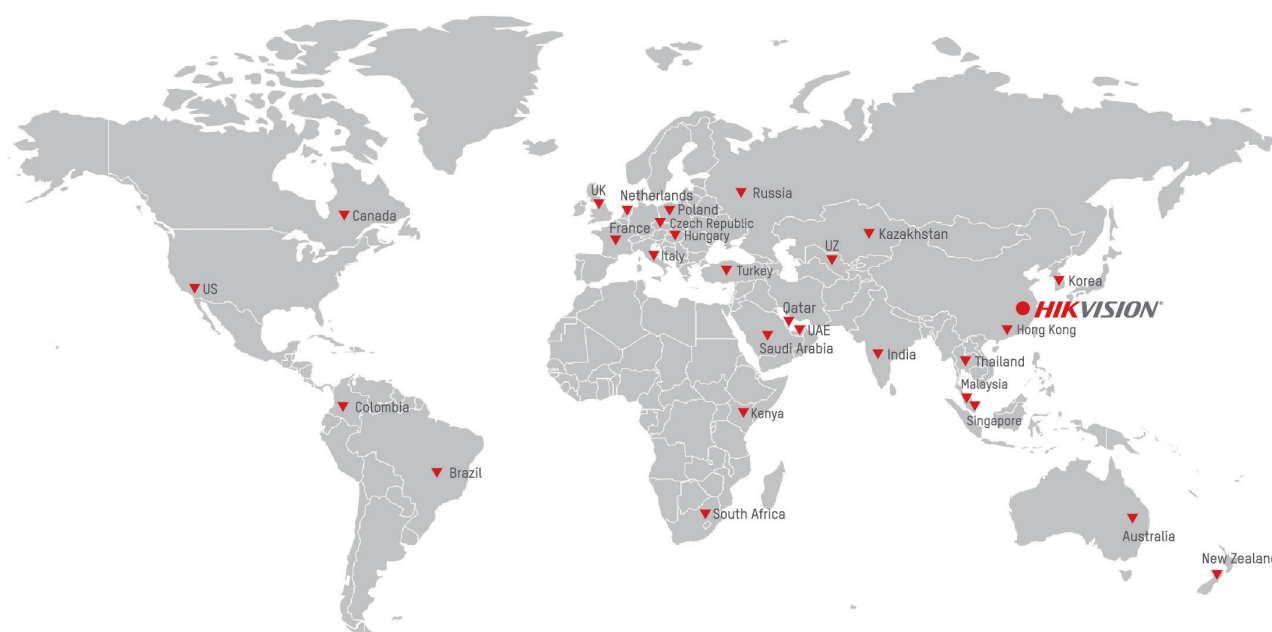 UK
Netherlands
Russia
Canada
Poland
Czech Republic
France
Hungary
Kazakhstan
UZ
Italy
Turkey
Korea
US
Qatar
HIKVISION®
UAE
Hong Kong
Saudi Arabia
India
Thailand
Malaysia
Colombia
Kenya
Singapore
Brazil
South Africa
Australia
New Zealand